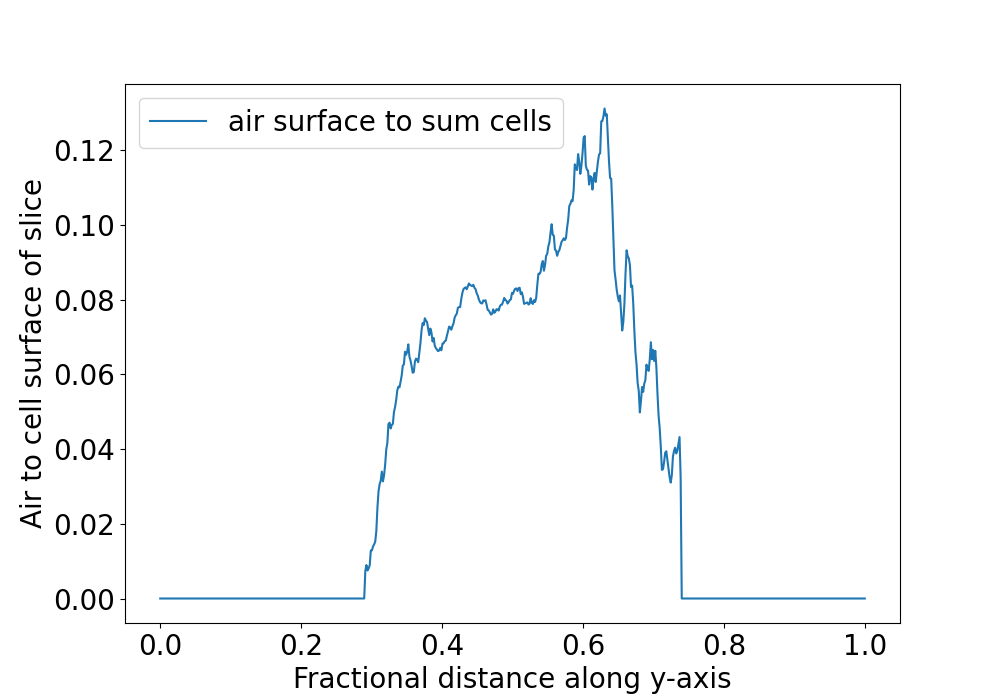 air surface to sum cells
Air to cell surface of slice
0.12
0.10
0.08
0.06
0.04
0.02
0.00
0.0 0.2 0.4 0.6 0.8 1.0
Fractional distance along y-axis